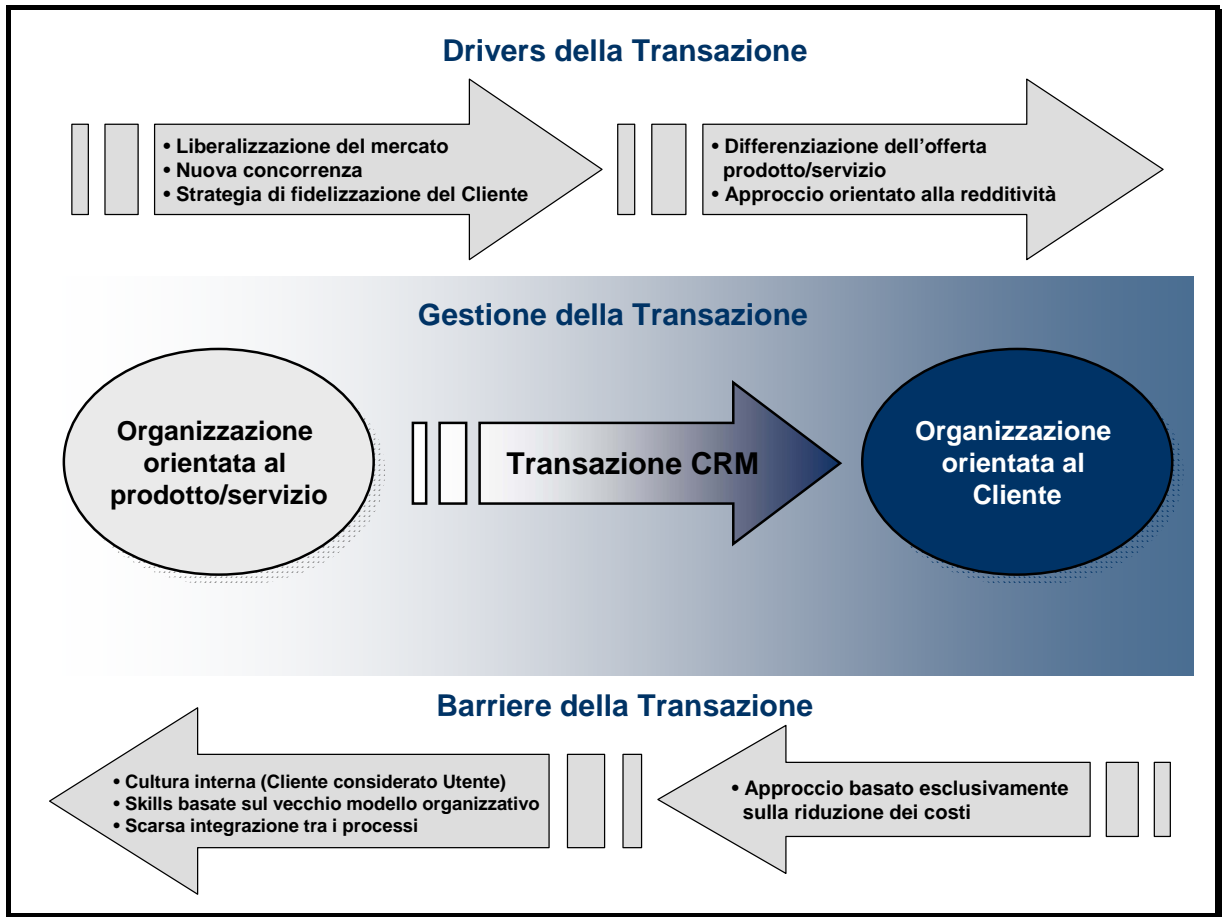 Drivers della Transazione
• Liberalizzazione del mercato
• Nuova concorrenza
• Strategia di fidelizzazione del Cliente
• Differenziazione dell'offerta
prodotto/servizio
• Approccio orientato alla redditività
Gestione della Transazione
Organizzazione
orientata al
prodotto/servizio
Transazione CRM
Organizzazione
orientata al
Cliente
Barriere della Transazione
• Cultura interna (Cliente considerato Utente)
• Skills basate sul vecchio modello organizzativo
• Scarsa integrazione tra i processi
• Approccio basato esclusivamente
sulla riduzione dei costi